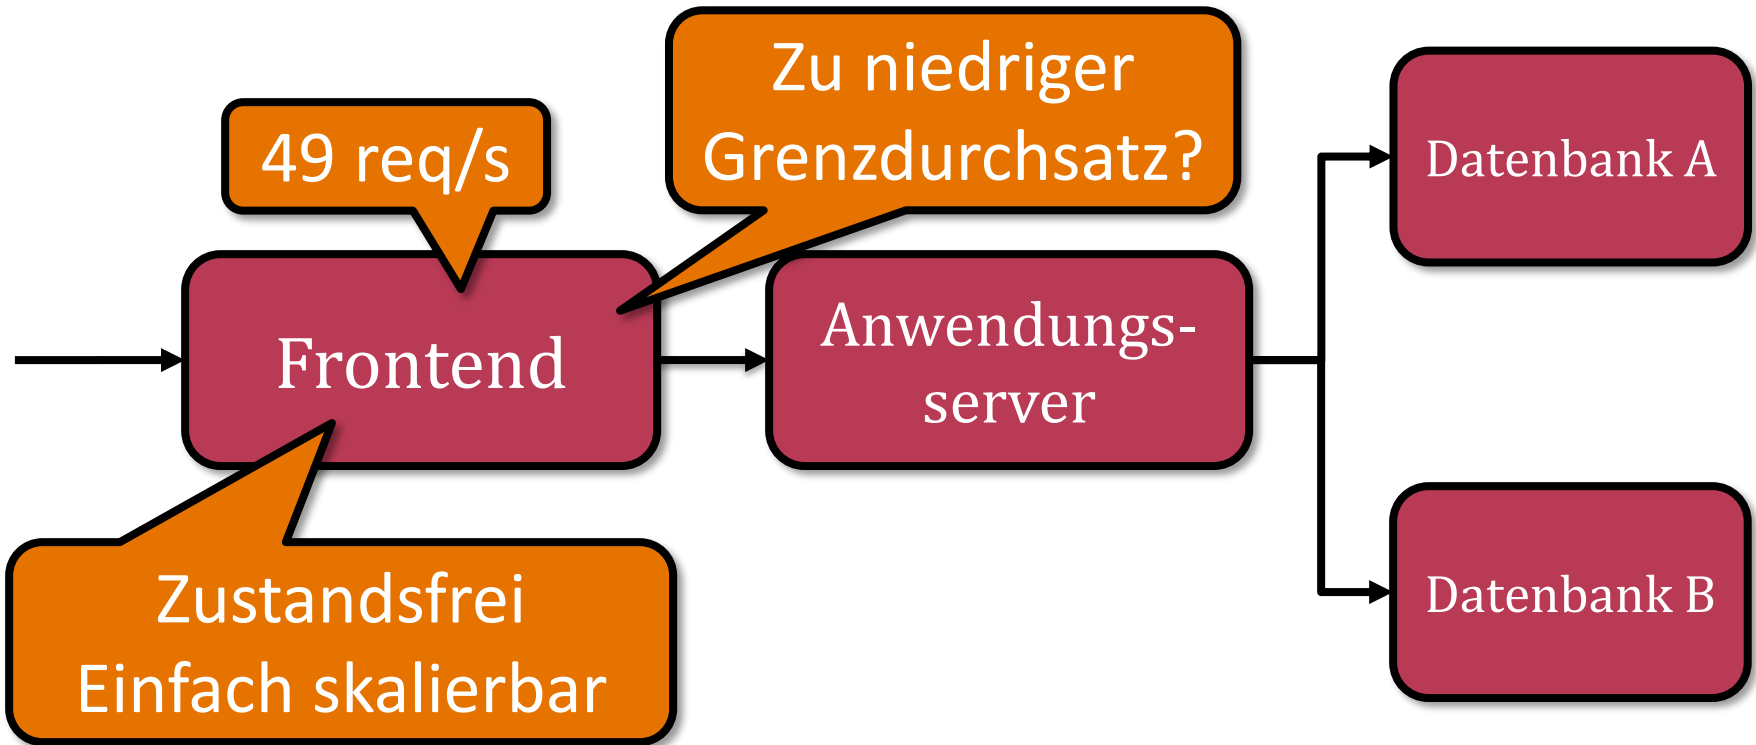 Zu niedriger
Grenzdurchsatz?
49 req/s
Datenbank A
Frontend
Anwendungs-
server
Zustandsfrei
Einfach skalierbar
Datenbank B